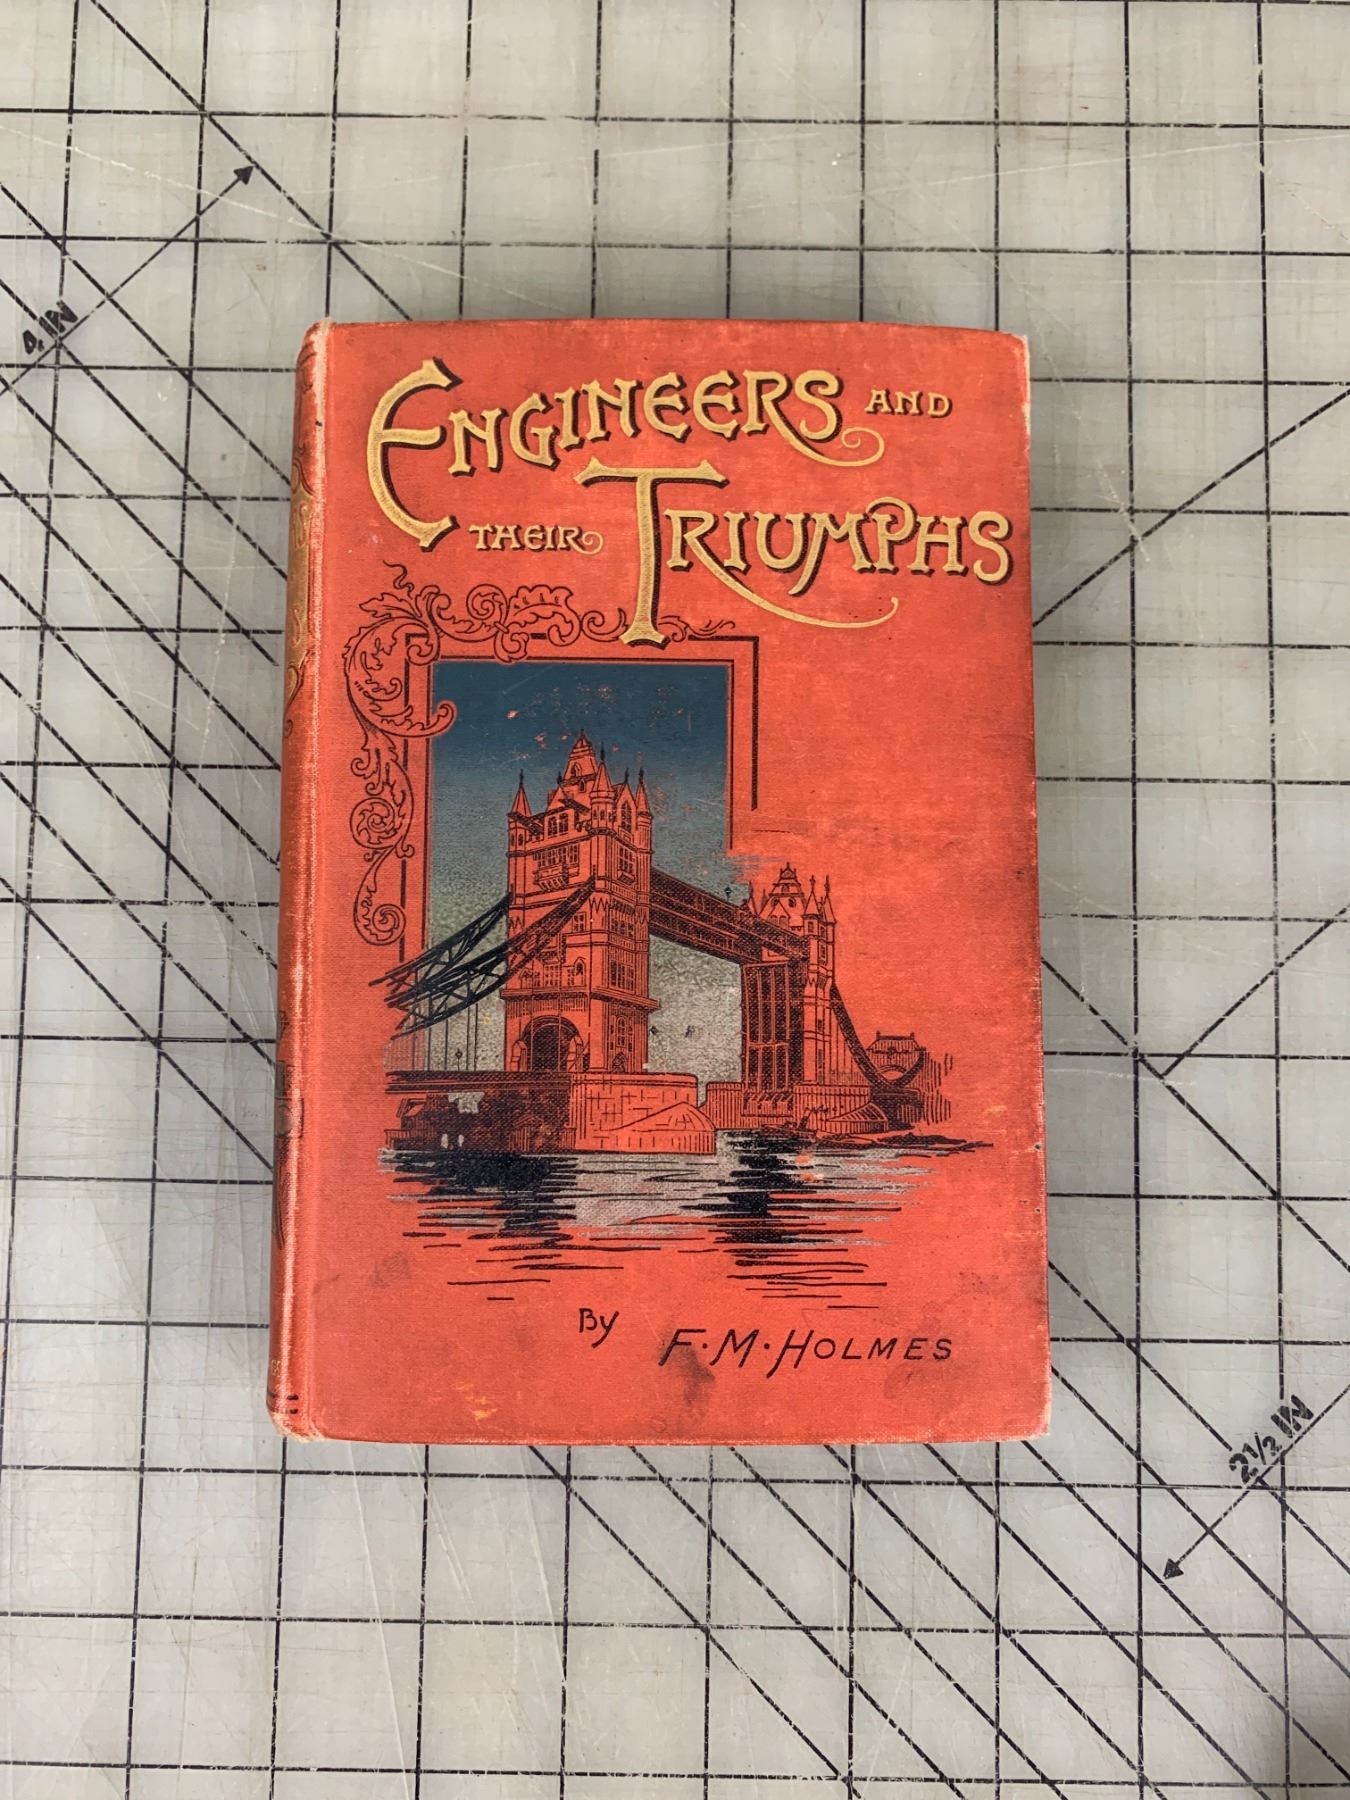 4 IN
ENGINEERS AND
THEIR TRIUMPHS
By F. M. HOLMES
2½ IN